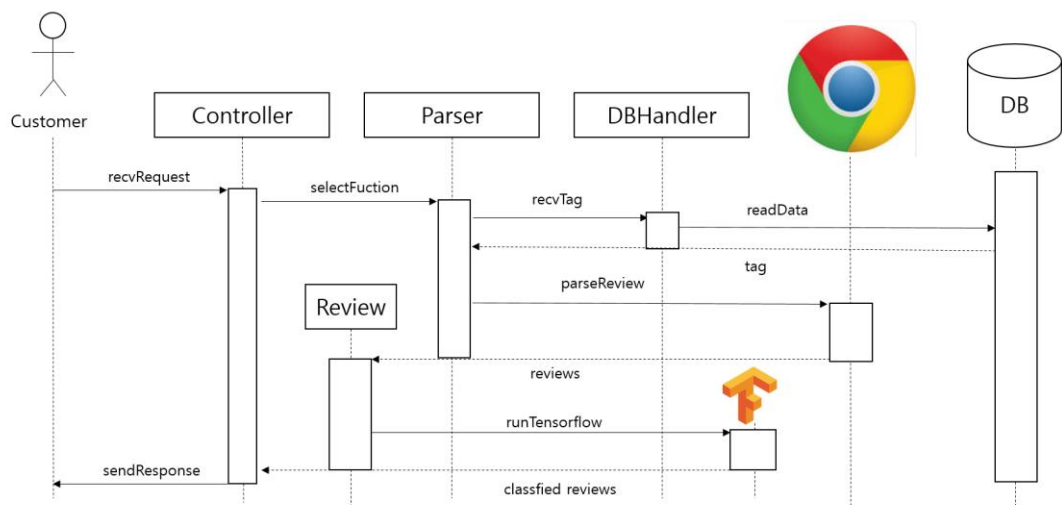 Customer
Controller
Parser
DBHandler
DB
recvRequest
selectFuction
recvTag
readData
tag
parseReview
Review
reviews
runTensorflow
sendResponse
classfied reviews